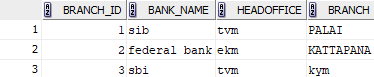 BRANCH_ID BANK_NAME HEADOFFICE BRANCH
1 1 sib tvm PALAI
2 2 federal bank ekm KATTAPANA
3 3 sbi tvm kym